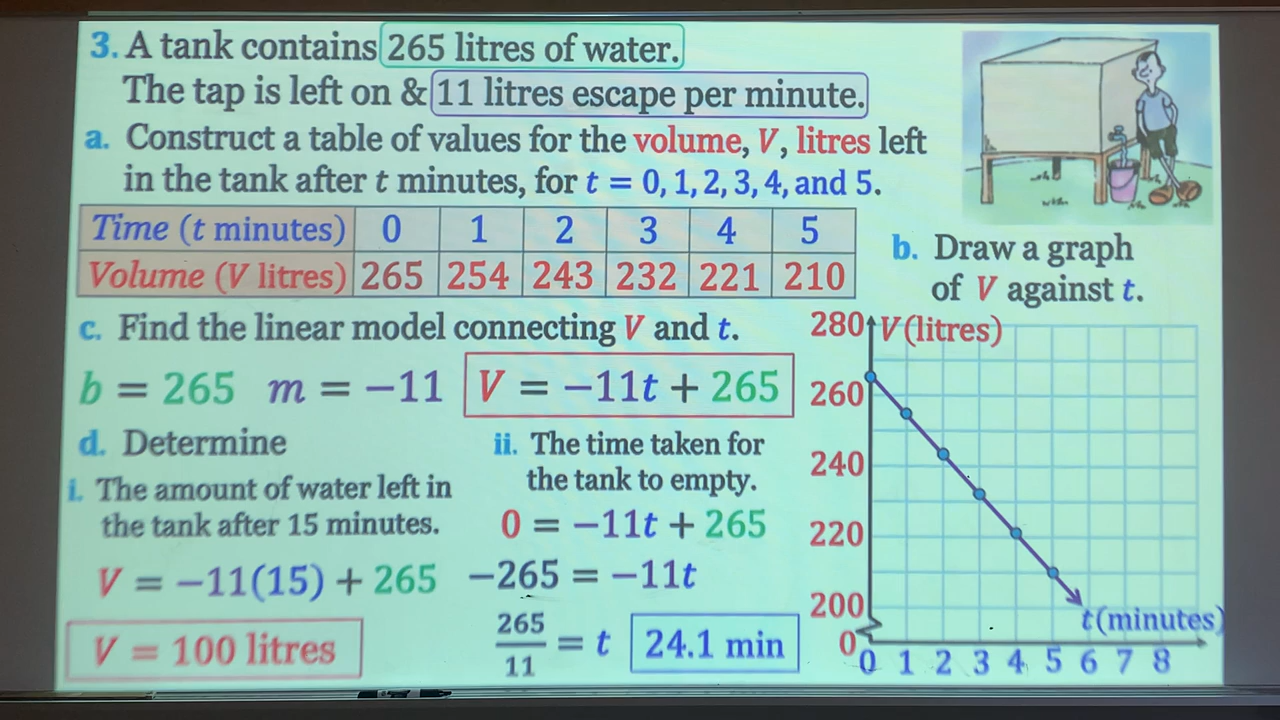 3. A tank contains 265 litres of water.
The tap is left on & 11 litres escape per minute.
a. Construct a table of values for the volume, V, litres left
in the tank after t minutes, for t = 0, 1, 2, 3, 4, and 5.
Time (t minutes) 0 1 2 3 4 5
Volume (V litres) 265 254 243 232 221 210
b. Draw a graph
of V against t.
c. Find the linear model connecting V and t.
b = 265 m = −11 V = −11t + 265
d. Determine
i. The amount of water left in
the tank after 15 minutes.
V = −11(15) + 265
V = 100 litres
ii. The time taken for
the tank to empty.
0 = −11t + 265
−265 = −11t
265/11 = t 24.1 min
280 V (litres)
260
240
220
200
0
t (minutes)
0 1 2 3 4 5 6 7 8